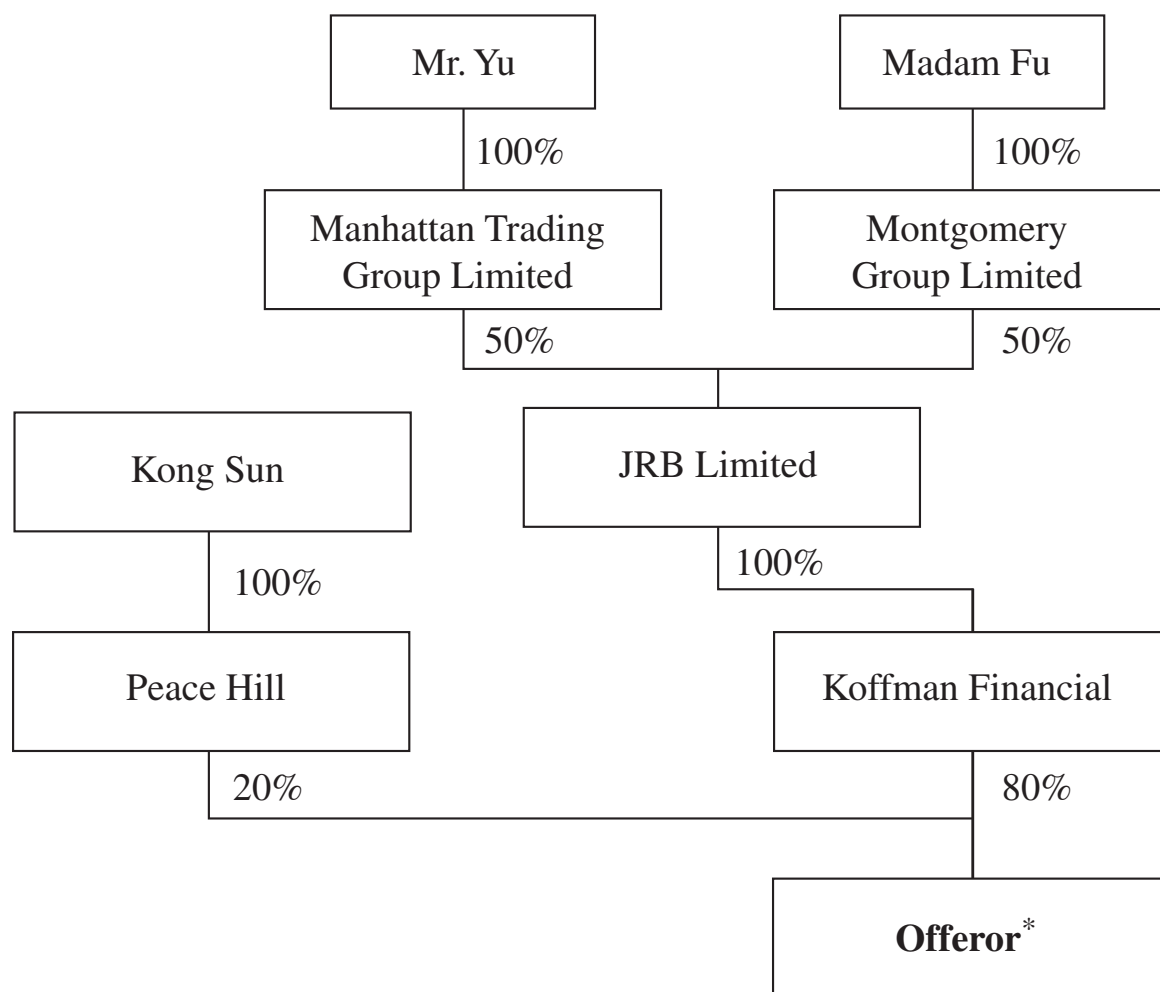 Mr. Yu
Madam Fu
100%
100%
Manhattan Trading
Group Limited
Montgomery
Group Limited
50%
50%
Kong Sun
JRB Limited
100%
100%
Peace Hill
Koffman Financial
20%
80%
Offeror*